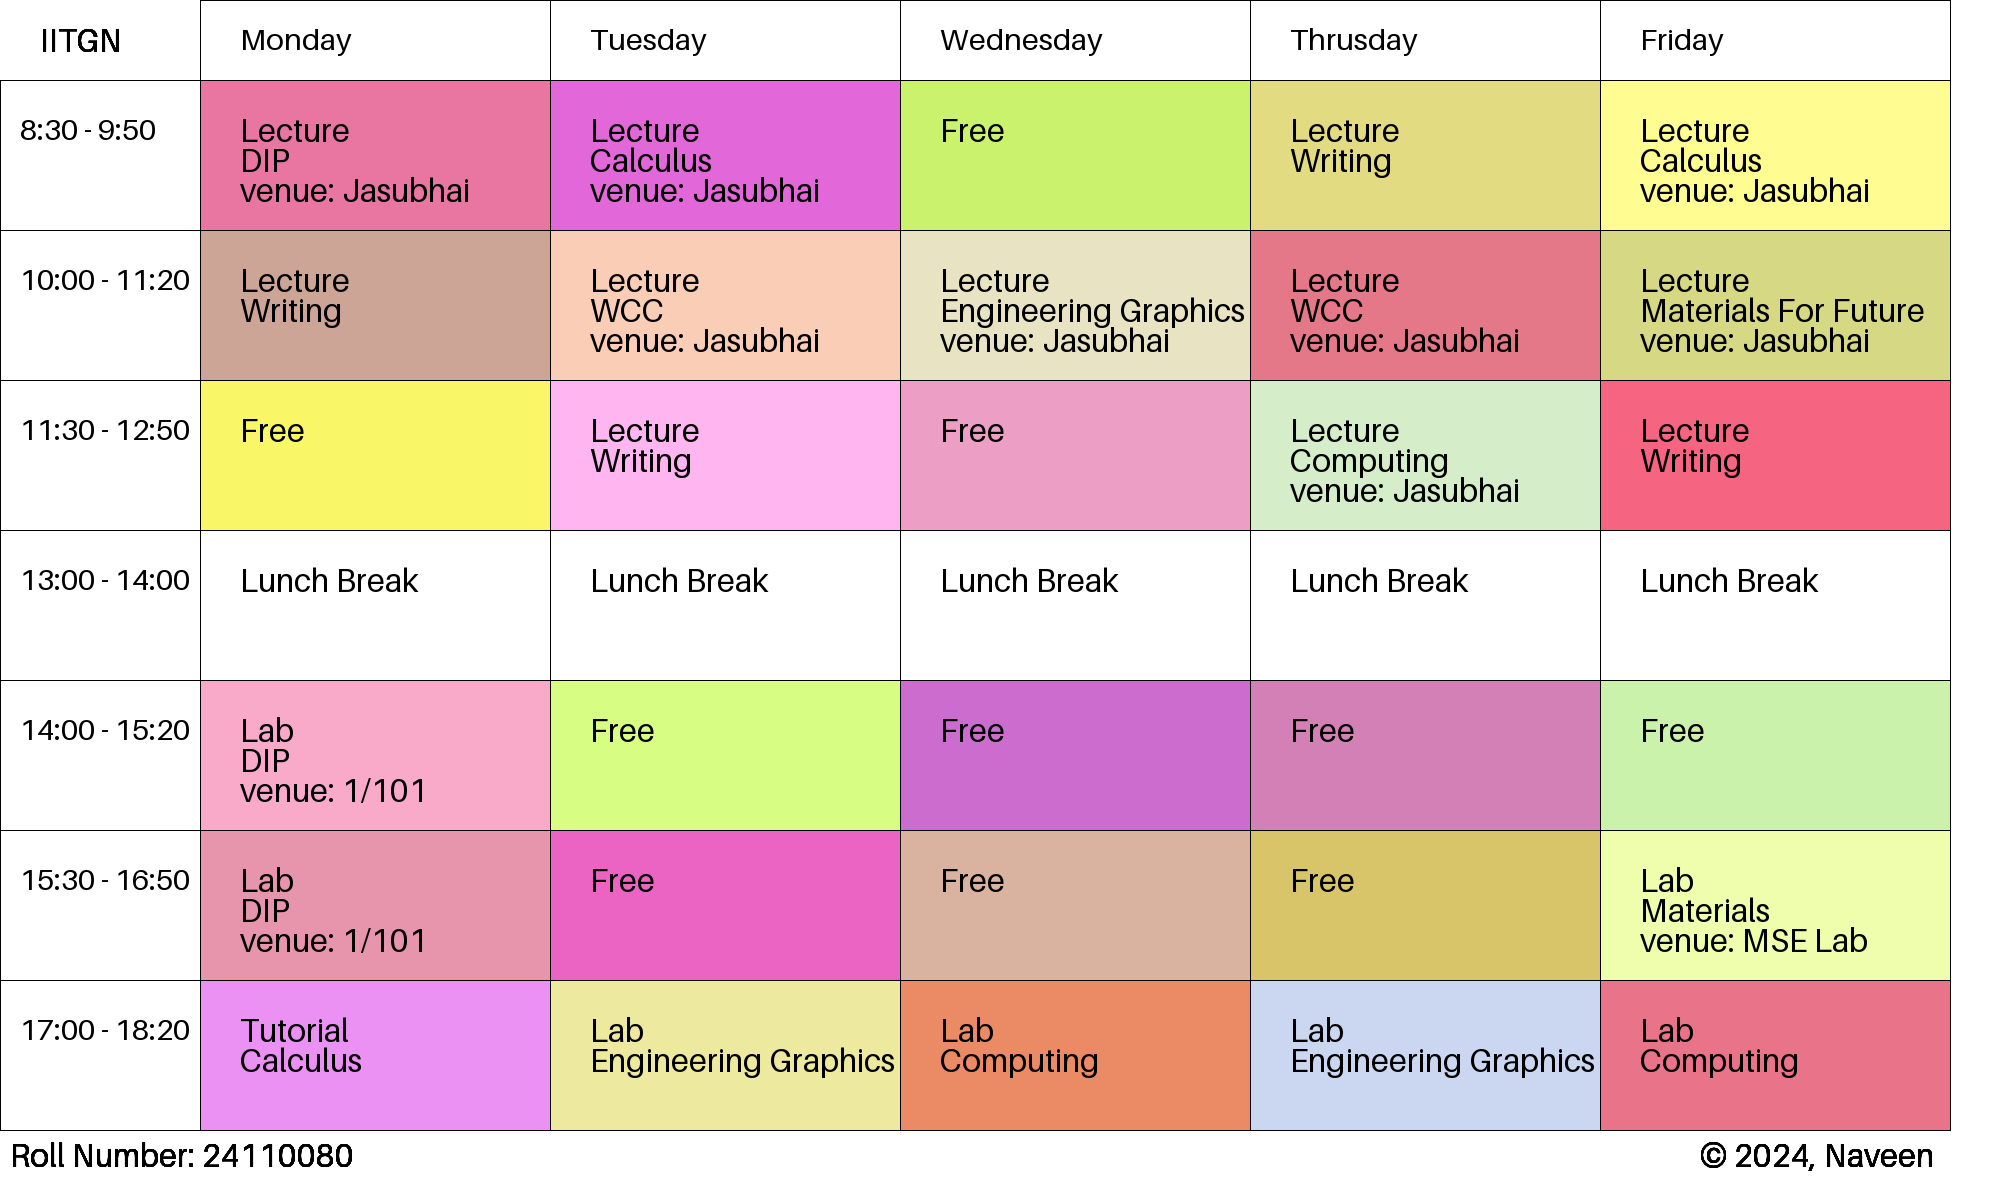 IITGN Monday Tuesday Wednesday Thrusday Friday
8:30 - 9:50
Lecture
DIP
venue: Jasubhai
Lecture
Calculus
venue: Jasubhai
Free
Lecture
Writing
Lecture
Calculus
venue: Jasubhai
10:00 - 11:20
Lecture
Writing
Lecture
WCC
venue: Jasubhai
Lecture
Engineering Graphics
venue: Jasubhai
Lecture
WCC
venue: Jasubhai
Lecture
Materials For Future
venue: Jasubhai
11:30 - 12:50
Free
Lecture
Writing
Free
Lecture
Computing
venue: Jasubhai
Lecture
Writing
13:00 - 14:00
Lunch Break
Lunch Break
Lunch Break
Lunch Break
Lunch Break
14:00 - 15:20
Lab
DIP
venue: 1/101
Free
Free
Free
Free
15:30 - 16:50
Lab
DIP
venue: 1/101
Free
Free
Free
Lab
Materials
venue: MSE Lab
17:00 - 18:20
Tutorial
Calculus
Lab
Engineering Graphics
Lab
Computing
Lab
Engineering Graphics
Lab
Computing
Roll Number: 24110080
© 2024, Naveen